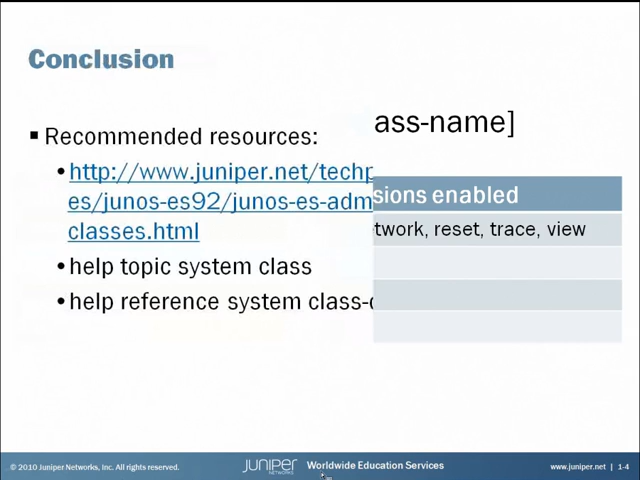 Conclusion
ass-name]
▪ Recommended resources:
• http://www.juniper.net/techp
es/junos-es92/junos-es-adm
classes.html
• help topic system class
• help reference system class-
sions enabled
twork, reset, trace, view
© 2010 Juniper Networks, Inc. All rights reserved.
JUNIPER NETWORKS
Worldwide Education Services
www.juniper.net | 1-4